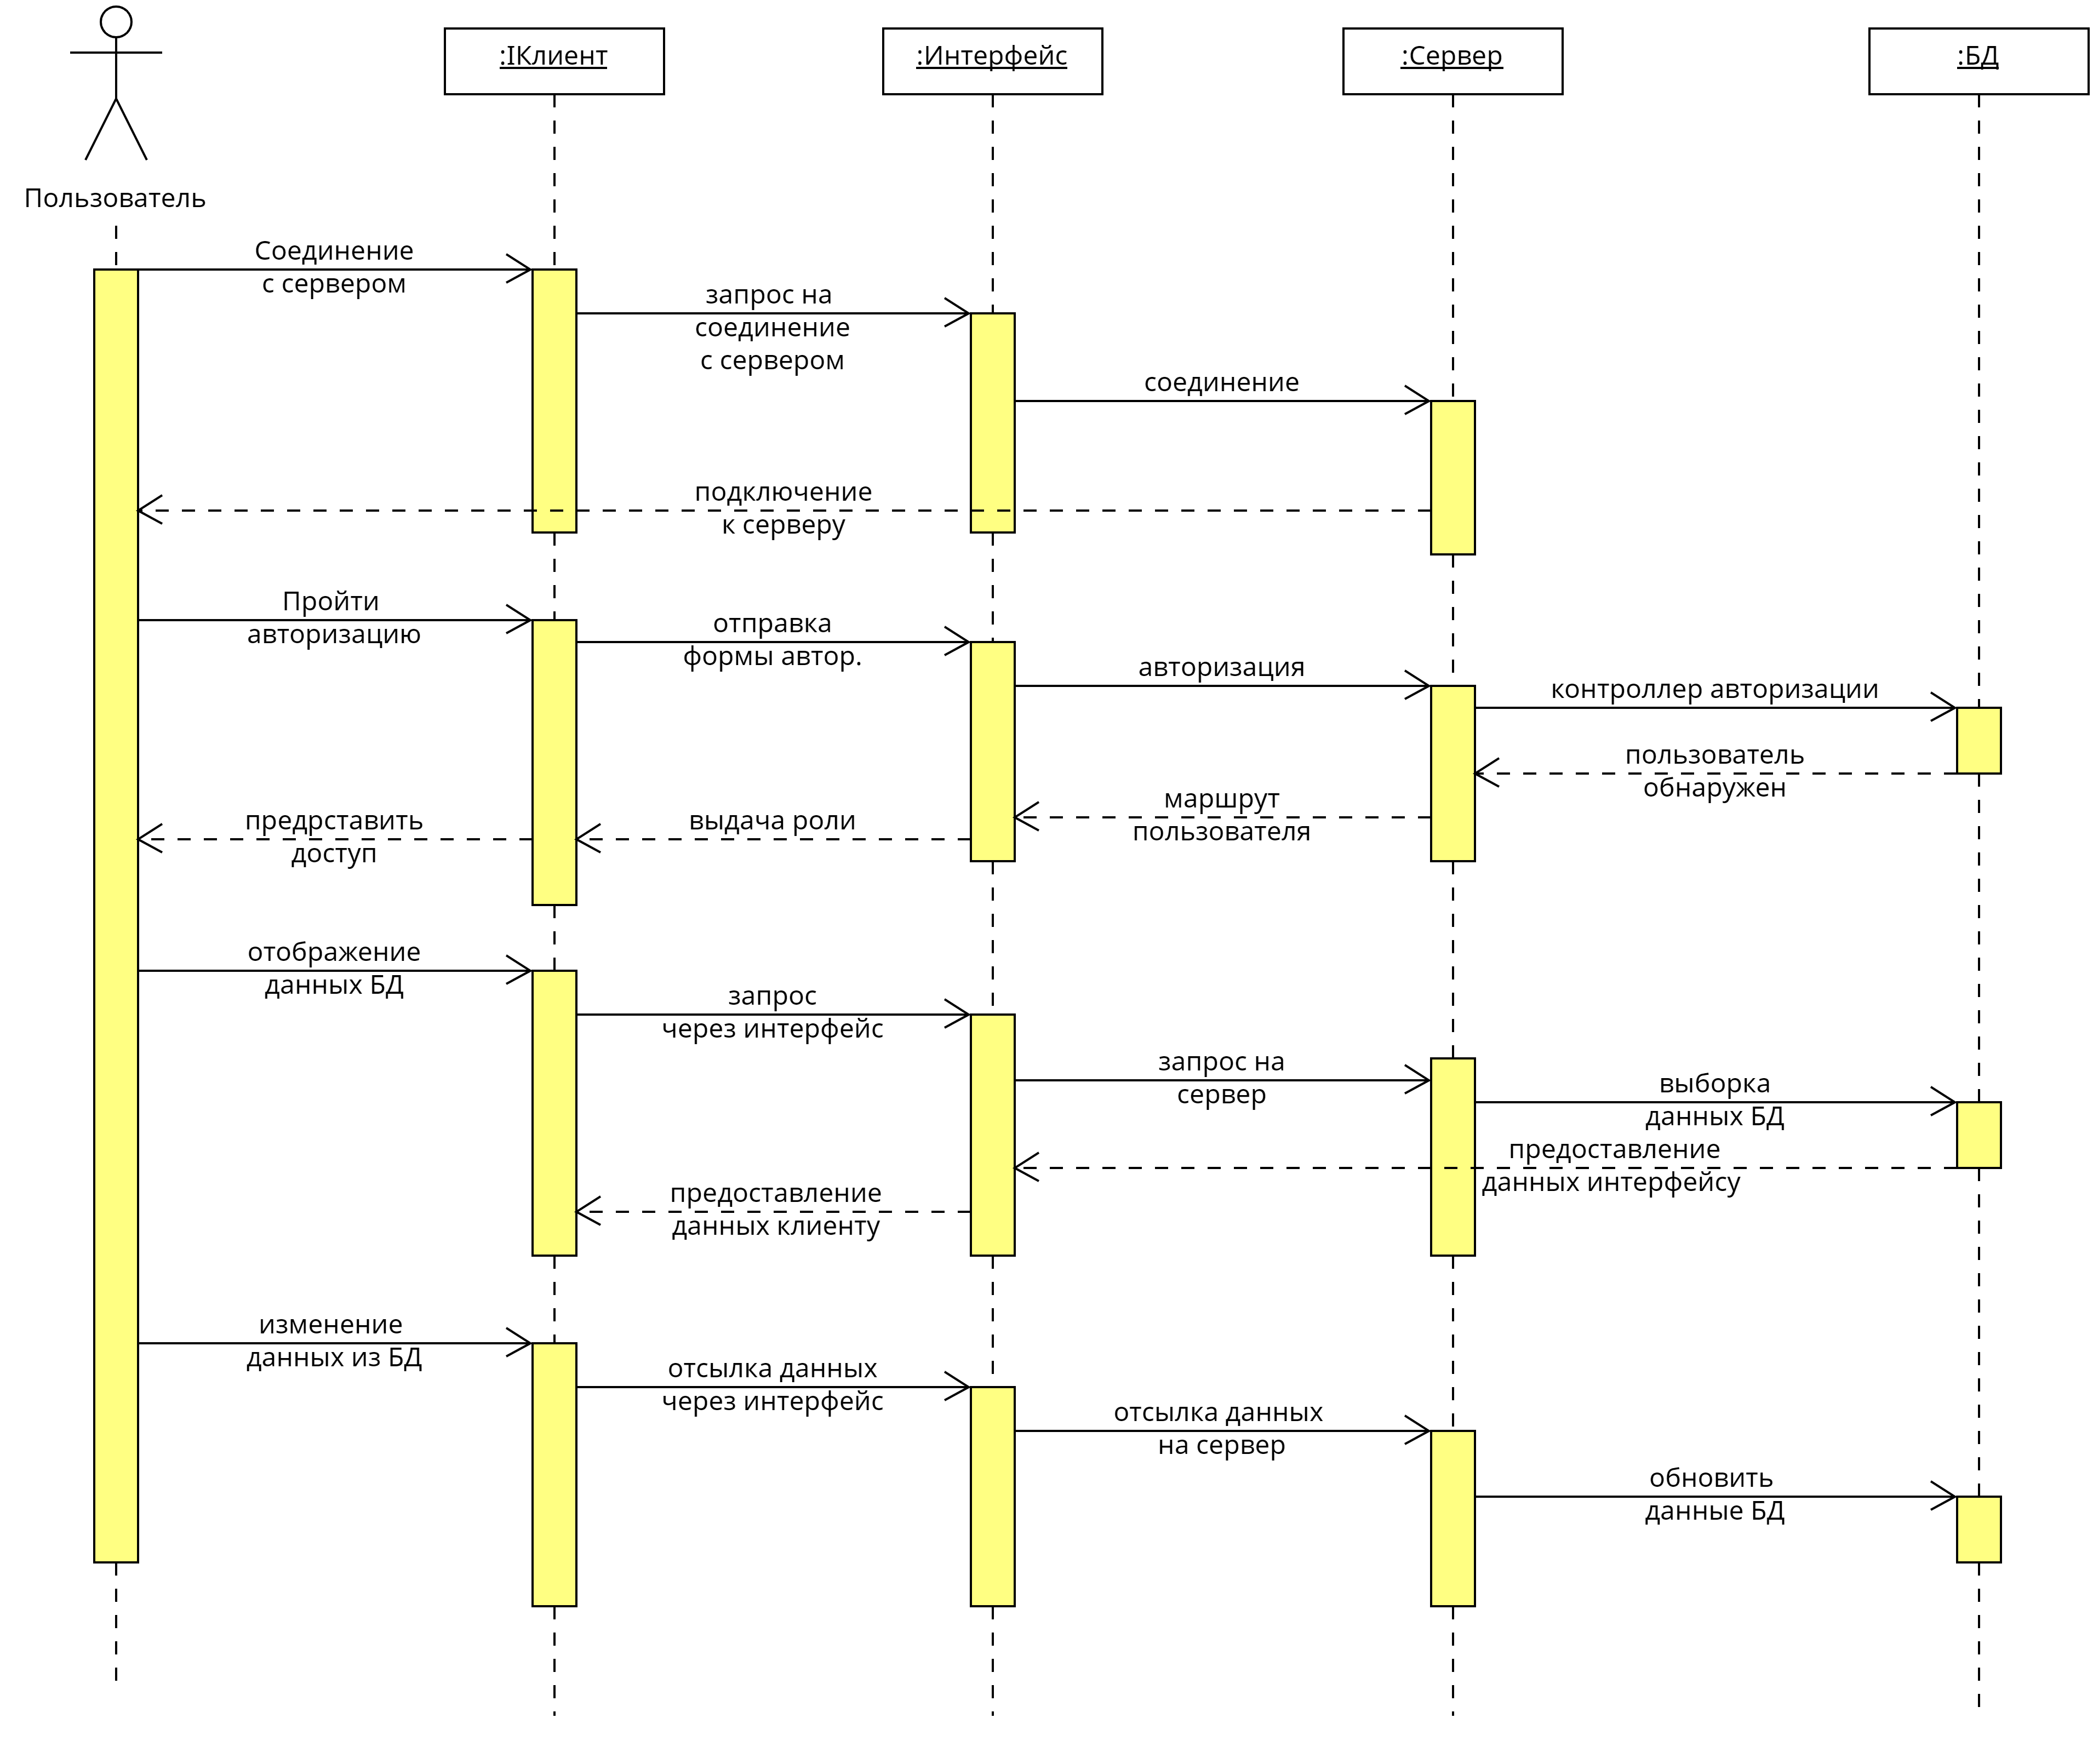 :IКлиент
:Интерфейс
:Сервер
:БД
Пользователь
Соединение
с сервером
запрос на
соединение
с сервером
соединение
подключение
к серверу
Пройти
авторизацию
отправка
формы автор.
авторизация
контроллер авторизации
пользователь
обнаружен
маршрут
пользователя
выдача роли
предрставить
доступ
отображение
данных БД
запрос
через интерфейс
запрос на
сервер
выборка
данных БД
предоставление
данных интерфейсу
предоставление
данных клиенту
изменение
данных из БД
отсылка данных
через интерфейс
отсылка данных
на сервер
обновить
данные БД